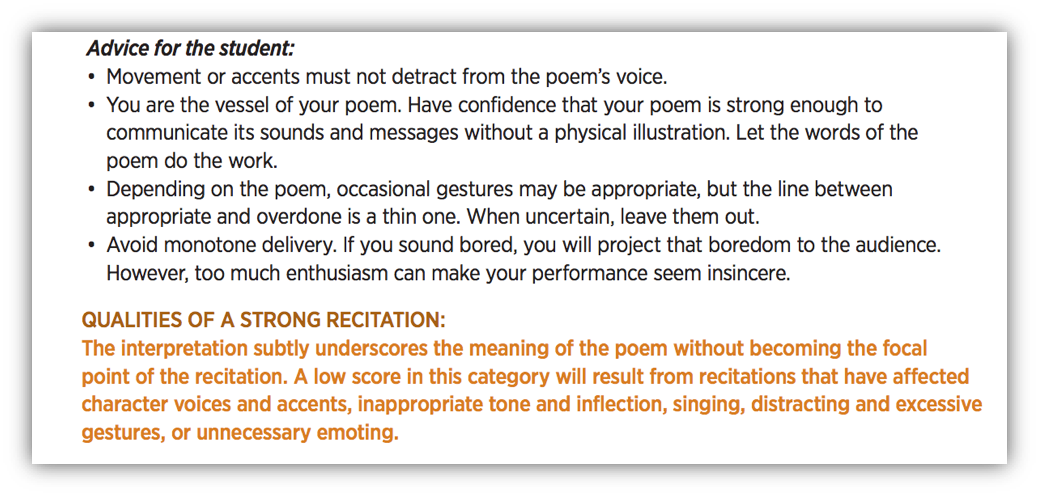 Advice for the student:
• Movement or accents must not detract from the poem’s voice.
• You are the vessel of your poem. Have confidence that your poem is strong enough to
communicate its sounds and messages without a physical illustration. Let the words of the
poem do the work.
• Depending on the poem, occasional gestures may be appropriate, but the line between
appropriate and overdone is a thin one. When uncertain, leave them out.
• Avoid monotone delivery. If you sound bored, you will project that boredom to the audience.
However, too much enthusiasm can make your performance seem insincere.
QUALITIES OF A STRONG RECITATION:
The interpretation subtly underscores the meaning of the poem without becoming the focal
point of the recitation. A low score in this category will result from recitations that have affected
character voices and accents, inappropriate tone and inflection, singing, distracting and excessive
gestures, or unnecessary emoting.